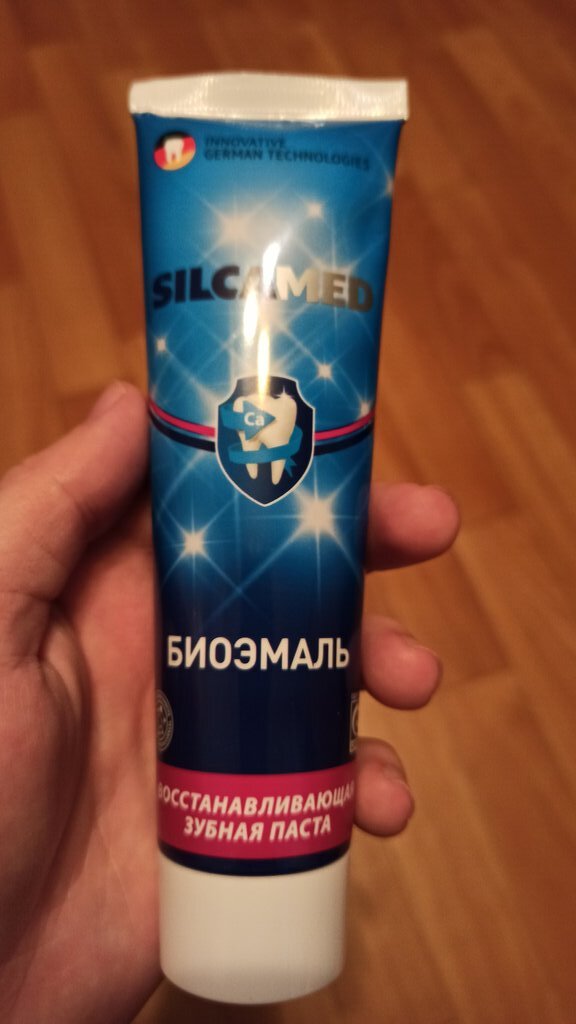 INNOVATIVE
GERMAN TECHNOLOGIES
SILCAMED
Ca
БИОЭМАЛЬ
ВОССТАНАВЛИВАЮЩАЯ
ЗУБНАЯ ПАСТА